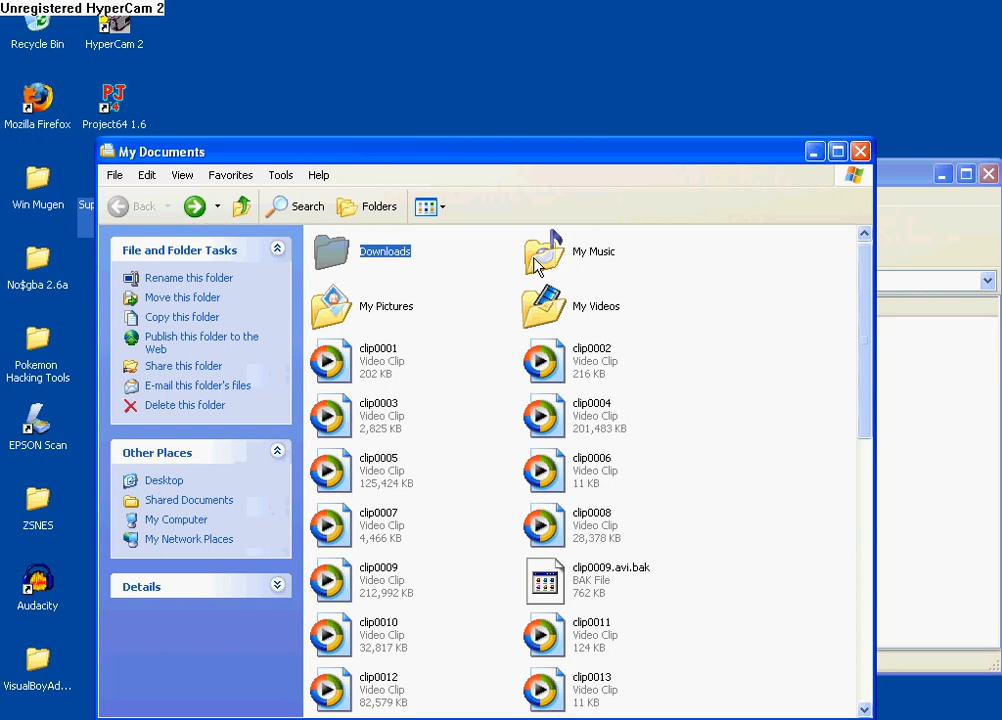 Unregistered HyperCam 2
Recycle Bin
HyperCam 2
Mozilla Firefox
Project64 1.6
Win Mugen
Sup
No$gba 2.6a
Pokemon
Hacking Tools
EPSON Scan
ZSNES
Audacity
VisualBoyAd...
My Documents
File Edit View Favorites Tools Help
Back Search Folders
File and Folder Tasks
Rename this folder
Move this folder
Copy this folder
Publish this folder to the
Web
Share this folder
E-mail this folder's files
Delete this folder
Other Places
Desktop
Shared Documents
My Computer
My Network Places
Details
Downloads
My Music
My Pictures
My Videos
clip0001
Video Clip
202 KB
clip0002
Video Clip
216 KB
clip0003
Video Clip
2,825 KB
clip0004
Video Clip
201,483 KB
clip0005
Video Clip
125,424 KB
clip0006
Video Clip
11 KB
clip0007
Video Clip
4,466 KB
clip0008
Video Clip
28,378 KB
clip0009
Video Clip
212,992 KB
clip0009.avi.bak
BAK File
762 KB
clip0010
Video Clip
32,817 KB
clip0011
Video Clip
124 KB
clip0012
Video Clip
82,579 KB
clip0013
Video Clip
11 KB